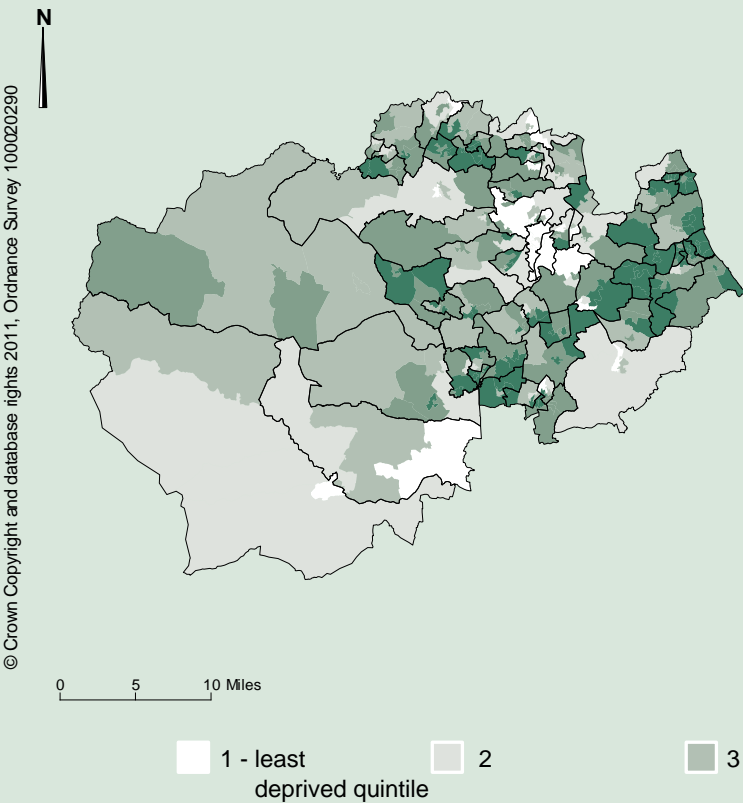 N
© Crown Copyright and database rights 2011, Ordnance Survey 100020290
0 5 10 Miles
1 - least
deprived quintile
2
3